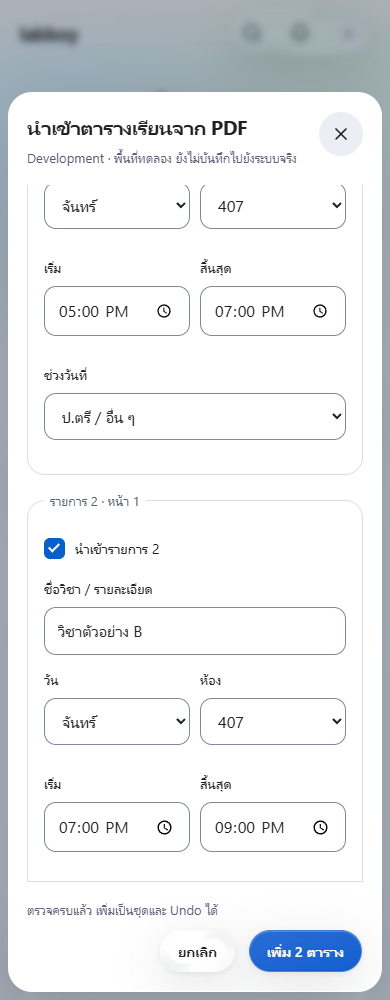 labboy
นำเข้าตารางเรียนจาก PDF
Development · พื้นที่ทดลอง ยังไม่บันทึกไปยังระบบจริง
จันทร์ 407
เริ่ม สิ้นสุด
05:00 PM 07:00 PM
ช่วงวันที่
ป.ตรี / อื่น ๆ
รายการ 2 · หน้า 1
นำเข้ารายการ 2
ชื่อวิชา / รายละเอียด
วิชาตัวอย่าง B
วัน ห้อง
จันทร์ 407
เริ่ม สิ้นสุด
07:00 PM 09:00 PM
ตรวจครบแล้ว เพิ่มเป็นชุดและ Undo ได้
ยกเลิก เพิ่ม 2 ตาราง